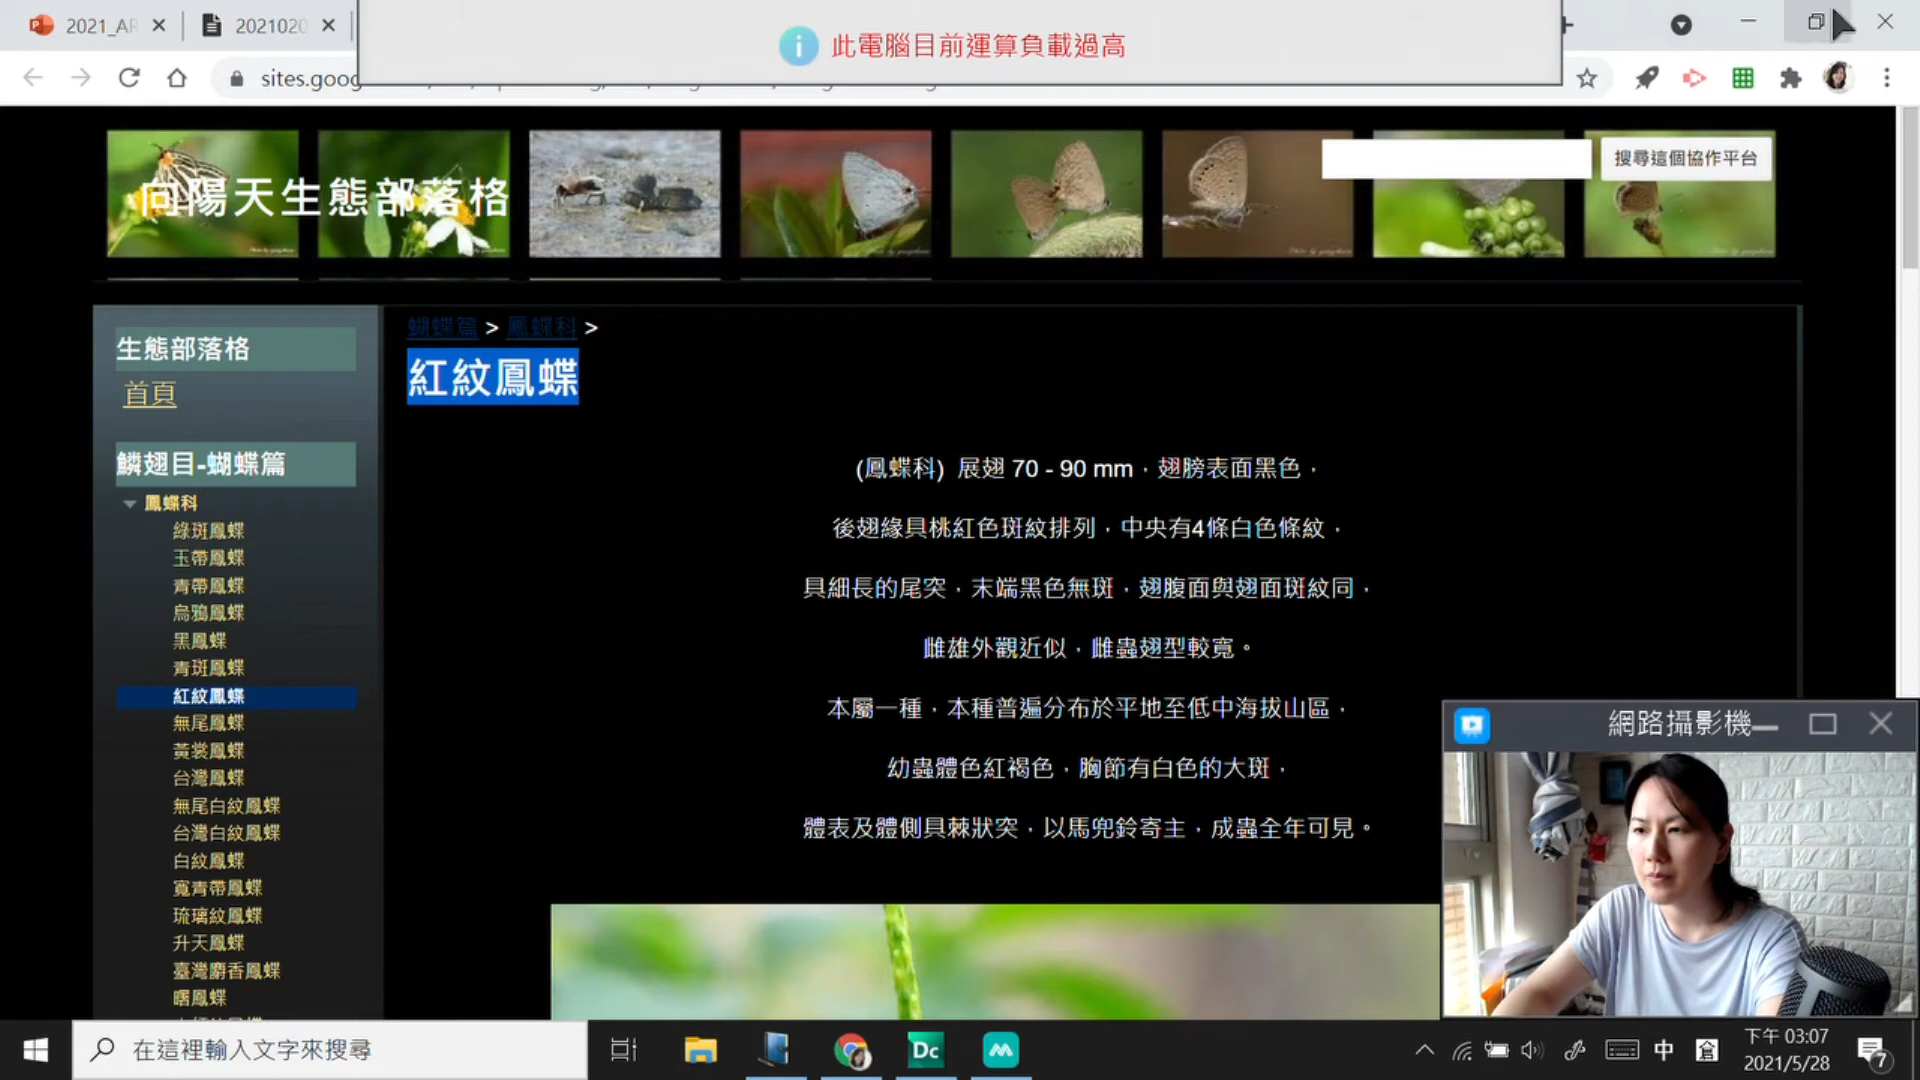 2021_AR
2021020
此電腦目前運算負載過高
sites.goog
向陽天生態部落格
搜尋這個協作平台
生態部落格
首頁
鱗翅目-蝴蝶篇
鳳蝶科
綠斑鳳蝶
玉帶鳳蝶
青帶鳳蝶
烏鴉鳳蝶
黑鳳蝶
青斑鳳蝶
紅紋鳳蝶
無尾鳳蝶
黃裳鳳蝶
台灣鳳蝶
無尾白紋鳳蝶
台灣白紋鳳蝶
白紋鳳蝶
寬青帶鳳蝶
琉璃紋鳳蝶
升天鳳蝶
臺灣麝香鳳蝶
曙鳳蝶
蝴蝶篇 > 鳳蝶科 >
紅紋鳳蝶
(鳳蝶科) 展翅 70 - 90 mm，翅膀表面黑色，
後翅緣具桃紅色斑紋排列，中央有4條白色條紋，
具細長的尾突，末端黑色無斑，翅腹面與翅面斑紋同，
雌雄外觀近似，雌蟲翅型較寬。
本屬一種，本種普遍分布於平地至低中海拔山區，
幼蟲體色紅褐色，胸節有白色的大斑，
體表及體側具棘狀突，以馬兜鈴寄主，成蟲全年可見。
網路攝影機
在這裡輸入文字來搜尋
Dc
中
倉
下午 03:07
2021/5/28
7